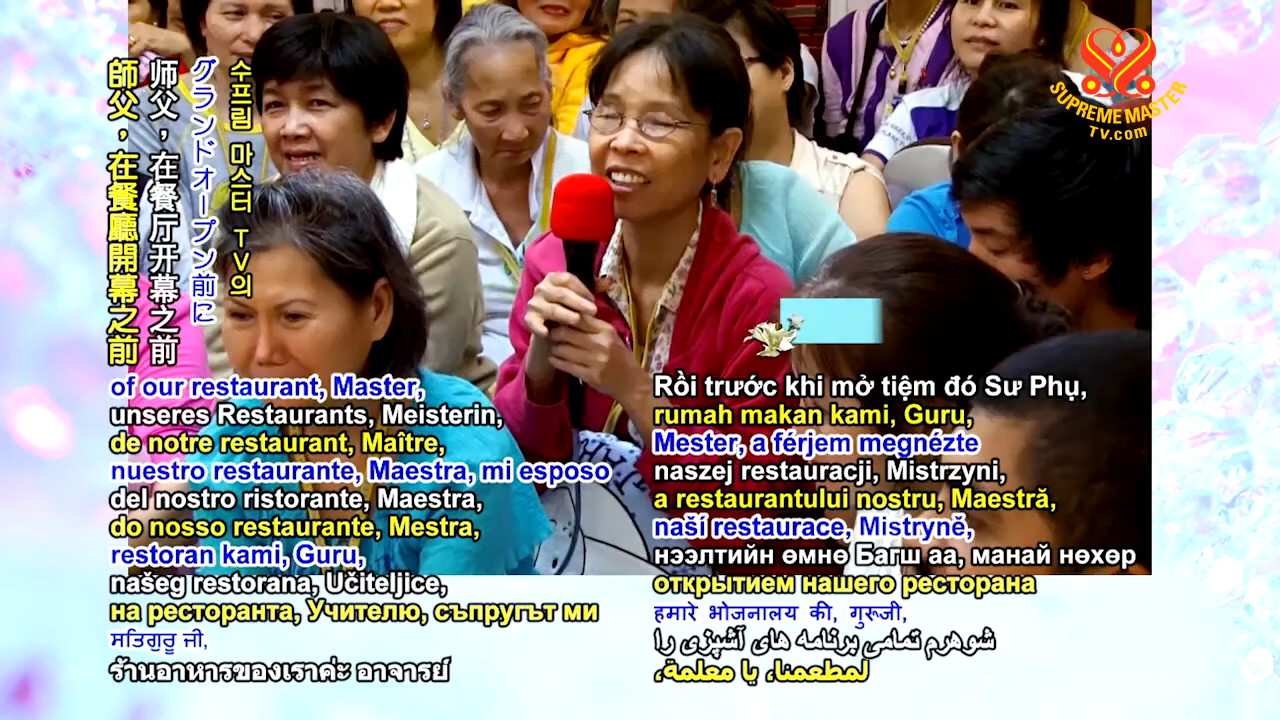 SUPREME MASTER
TV.com
수프림 마스터 TV의
グランドオープン前に
师父，在餐厅开幕之前
師父，在餐廳開幕之前
of our restaurant, Master,
unseres Restaurants, Meisterin,
de notre restaurant, Maître,
nuestro restaurante, Maestra, mi esposo
del nostro ristorante, Maestra,
do nosso restaurante, Mestra,
restoran kami, Guru,
našeg restorana, Učiteljice,
на ресторанта, Учителю, съпругът ми
ਸਤਿਗੁਰੂ ਜੀ,
ร้านอาหารของเราค่ะ อาจารย์
Rồi trước khi mở tiệm đó Sư Phụ,
rumah makan kami, Guru,
Mester, a férjem megnézte
naszej restauracji, Mistrzyni,
a restaurantului nostru, Maestră,
naší restaurace, Mistryně,
нээлтийн өмнө Багш аа, манай нөхөр
открытием нашего ресторана
हमारे भोजनालय की, गुरूजी,
شوهرم تمامی برنامه های آشپزی را
لمطعمنا، يا معلمة،